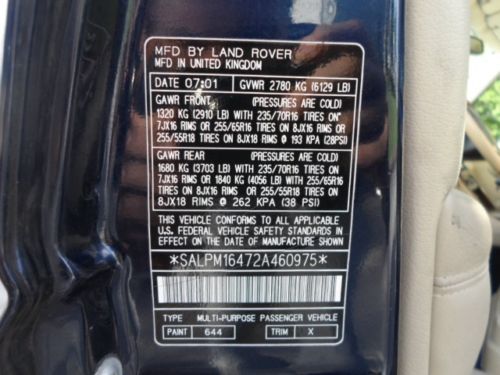 MFD BY LAND ROVER
MFD IN UNITED KINGDOM
DATE 07:01 GVWR 2780 KG (6129 LB)
GAWR FRONT (PRESSURES ARE COLD)
1320 KG (2910 LB) WITH 235/70R16 TIRES ON
7JX16 RIMS OR 255/65R16 TIRES ON 8JX16 RIMS OR
255/55R18 TIRES ON 8JX18 RIMS @ 193 KPA (28PSI)
GAWR REAR (PRESSURES ARE COLD)
1680 KG (3703 LB) WITH 235/70R16 TIRES ON
7JX16 RIMS OR 1840 KG (4056 LB) WITH 255/65R16
TIRES ON 8JX16 RIMS OR 255/55R18 TIRES ON
8JX18 RIMS @ 262 KPA (38 PSI)
THIS VEHICLE CONFORMS TO ALL APPLICABLE
U.S. FEDERAL MOTOR VEHICLE SAFETY STANDARDS
IN EFFECT ON THE DATE OF MANUFACTURE SHOWN ABOVE
*SALPM16472A460975*
TYPE MULTI-PURPOSE PASSENGER VEHICLE
PAINT 644 TRIM X